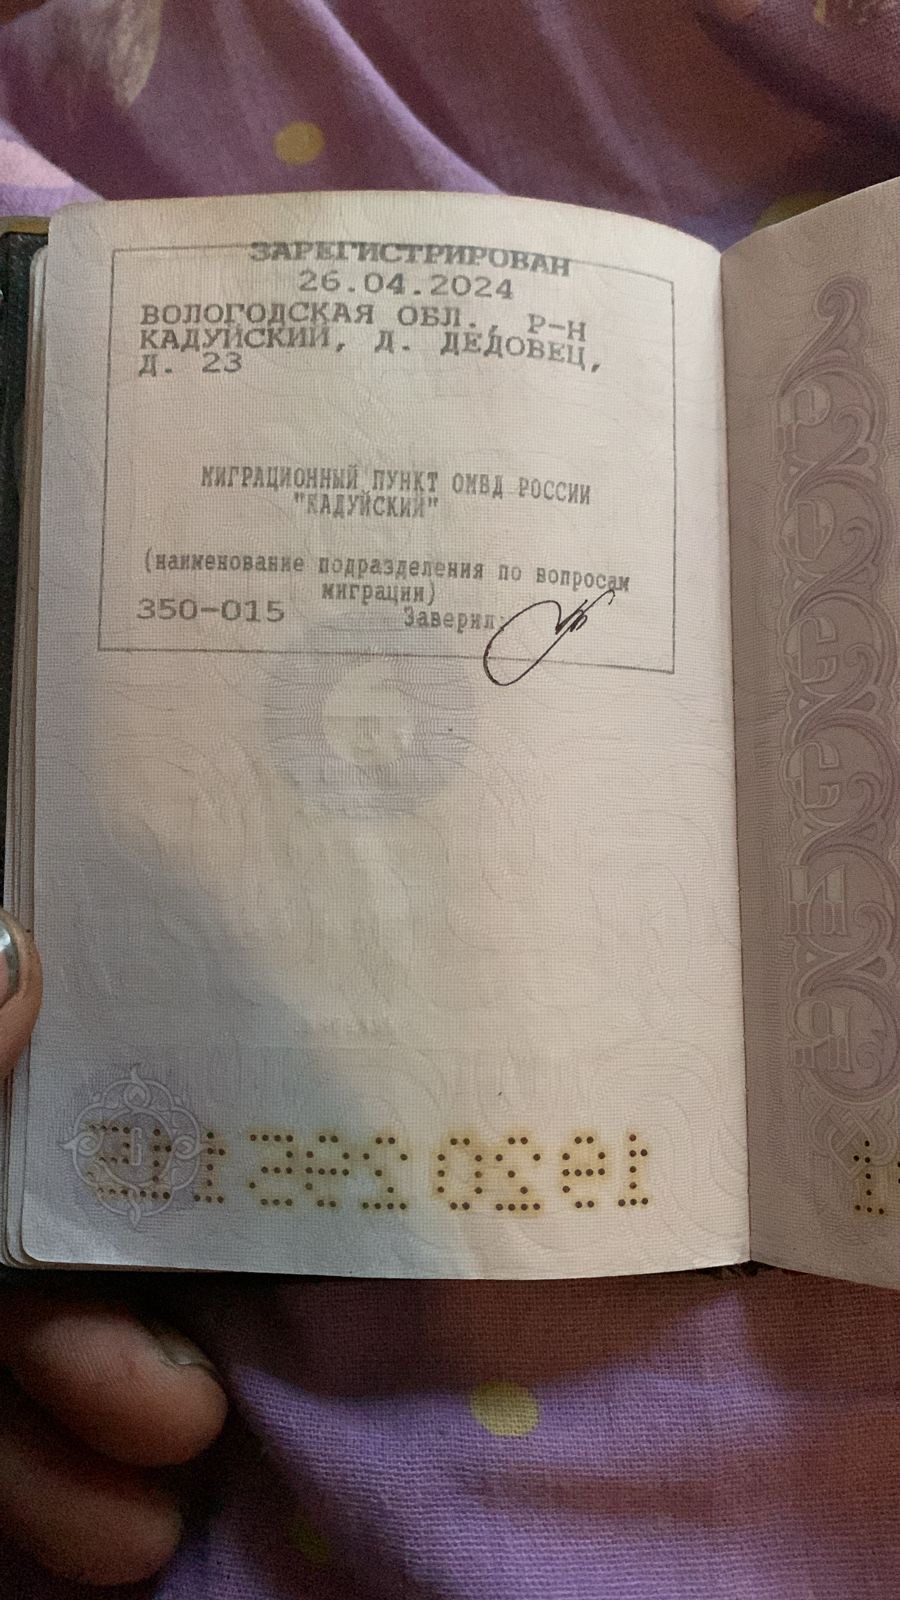 ЗАРЕГИСТРИРОВАН
26.04.2024
ВОЛОГОДСКАЯ ОБЛ., Р-Н
КАДУЙСКИЙ, Д. ДЕДОВЕЦ,
Д. 23
МИГРАЦИОННЫЙ ПУНКТ ОМВД РОССИИ
"КАДУЙСКИЙ"
(наименование подразделения по вопросам
миграции)
350-015 Заверил: